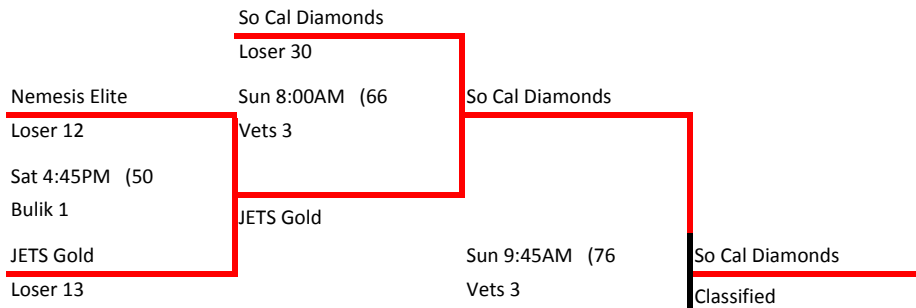 So Cal Diamonds
Loser 30
Nemesis Elite
Sun 8:00AM (66
So Cal Diamonds
Loser 12
Vets 3
Sat 4:45PM (50
Bulik 1
JETS Gold
JETS Gold
Sun 9:45AM (76
So Cal Diamonds
Loser 13
Vets 3
Classified